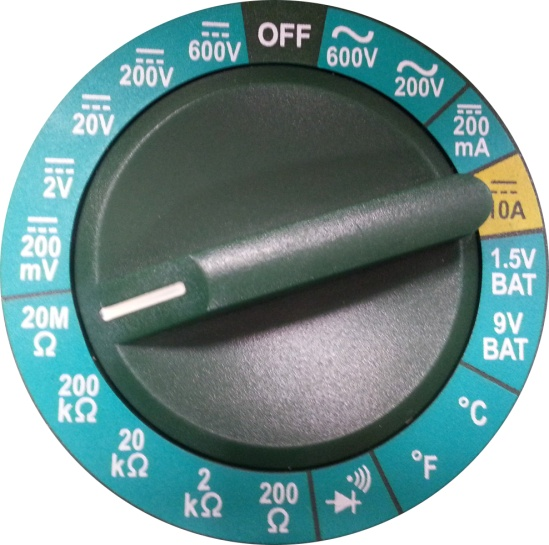 OFF
600V
200V
200
mA
10A
1.5V
BAT
9V
BAT
°C
°F
200
Ω
2
kΩ
20
kΩ
200
kΩ
20M
Ω
200
mV
2V
20V
200V
600V